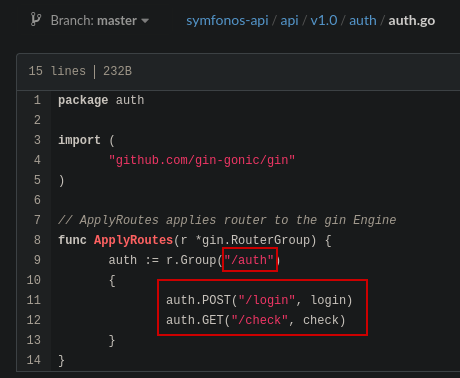 Branch: master symfonos-api / api / v1.0 / auth / auth.go
15 lines | 232B
1 package auth
2
3 import (
4 "github.com/gin-gonic/gin"
5 )
6
7 // ApplyRoutes applies router to the gin Engine
8 func ApplyRoutes(r *gin.RouterGroup) {
9 auth := r.Group("/auth")
10 {
11 auth.POST("/login", login)
12 auth.GET("/check", check)
13 }
14 }